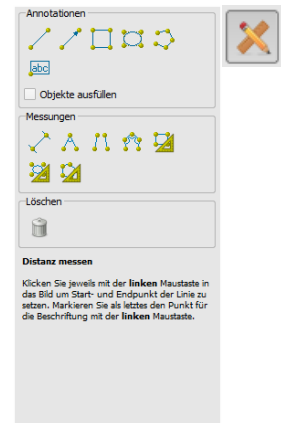 Annotationen
abc
Objekte ausfüllen
Messungen
Löschen
Distanz messen
Klicken Sie jeweils mit der linken Maustaste in
das Bild um Start- und Endpunkt der Linie zu
setzen. Markieren Sie als letztes den Punkt für
die Beschriftung mit der linken Maustaste.